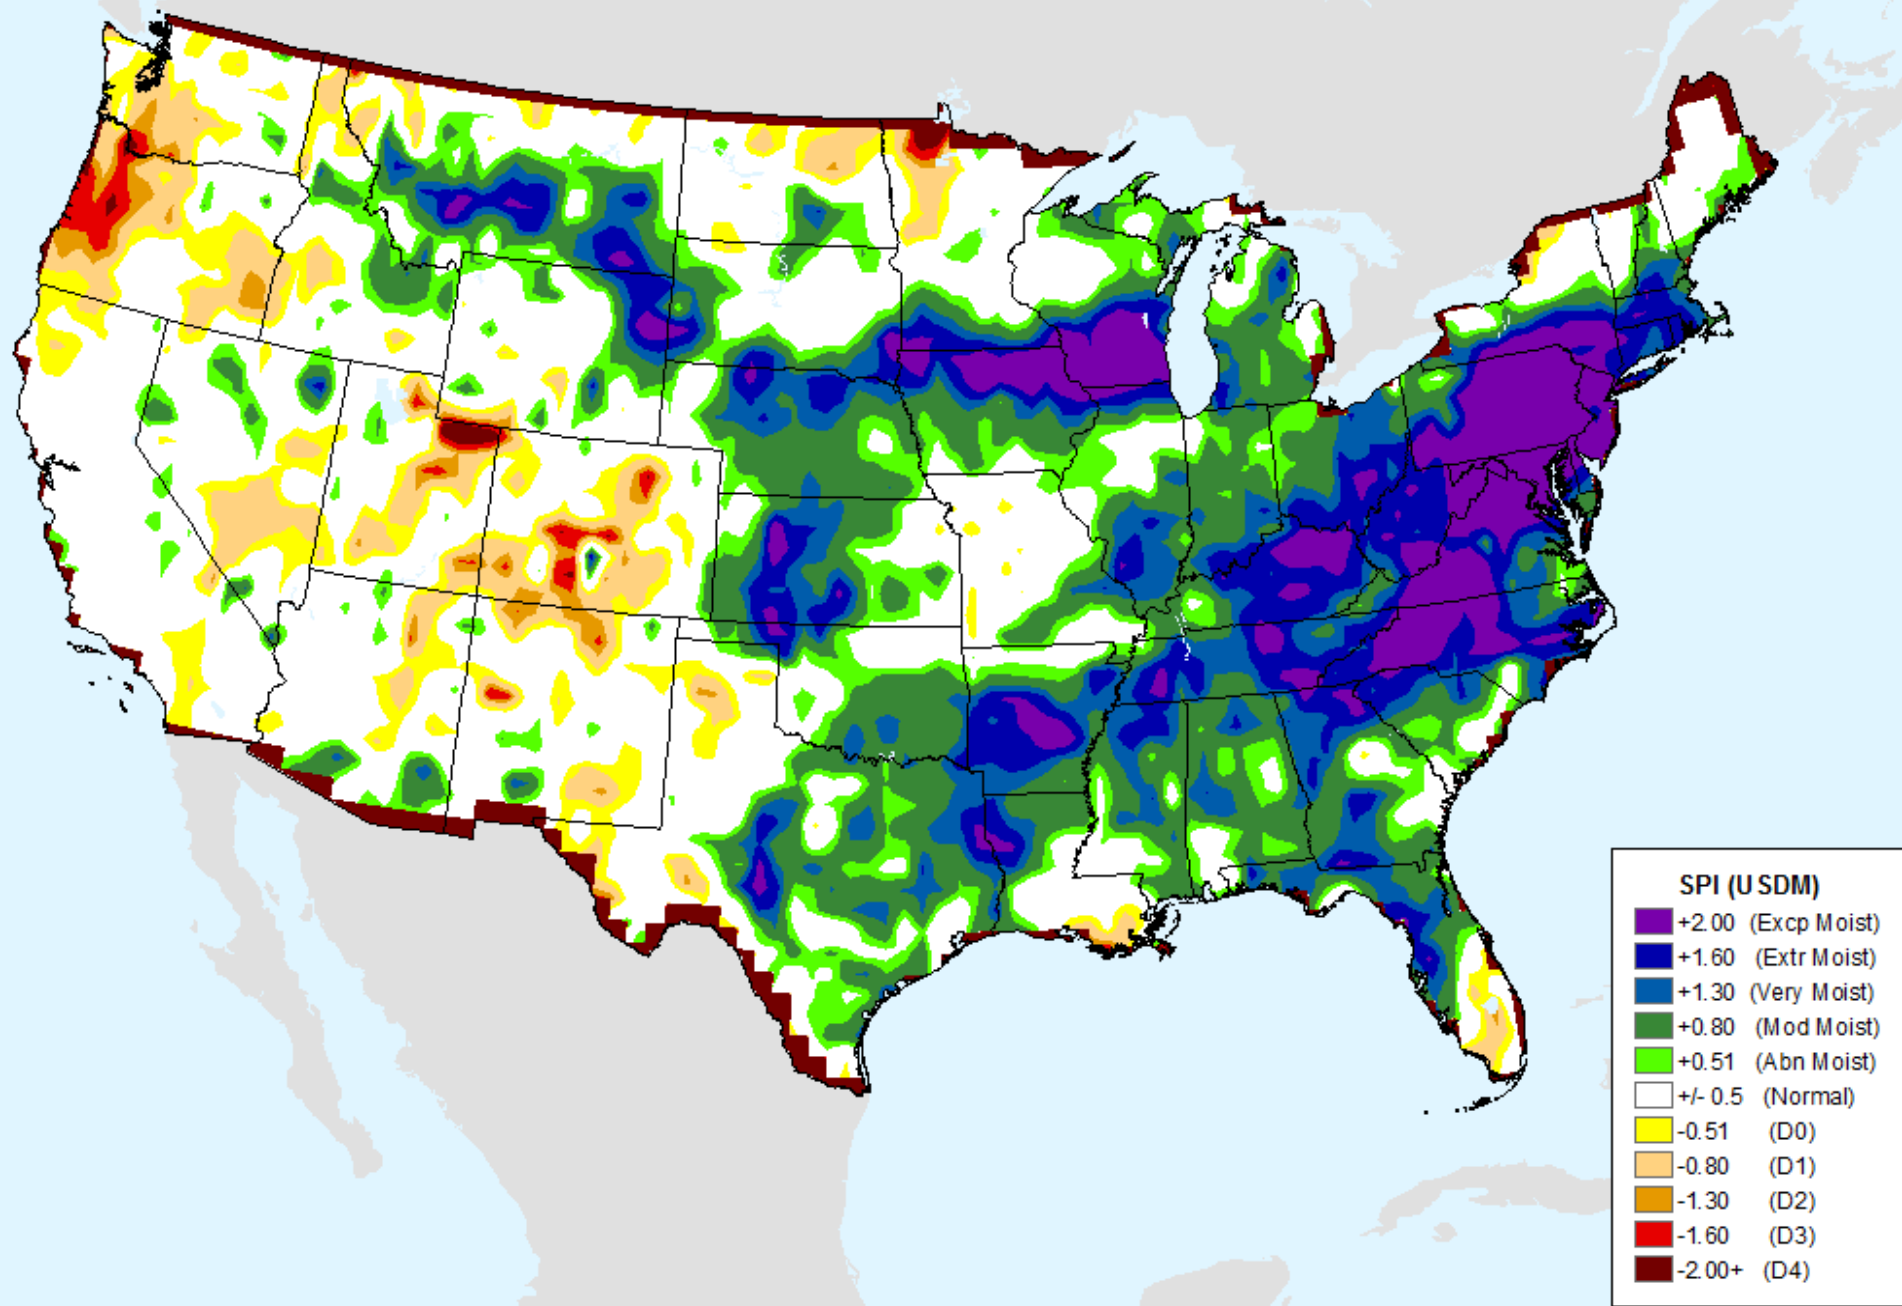 SPI (USDM)
+2.00 (Excp Moist)
+1.60 (Extr Moist)
+1.30 (Very Moist)
+0.80 (Mod Moist)
+0.51 (Abn Moist)
+/- 0.5 (Normal)
-0.51 (D0)
-0.80 (D1)
-1.30 (D2)
-1.60 (D3)
-2.00+ (D4)